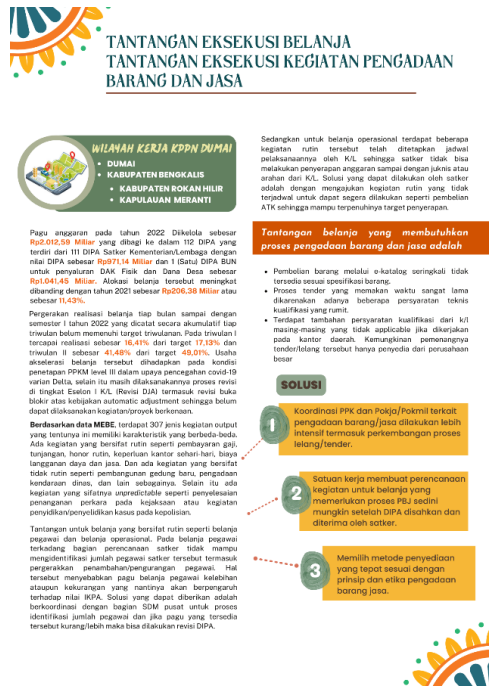 TANTANGAN EKSEKUSI BELANJA
TANTANGAN EKSEKUSI KEGIATAN PENGADAAN
BARANG DAN JASA
WILAYAH KERJA KPPN DUMAI
• DUMAI
• KABUPATEN BENGKALIS
• KABUPATEN ROKAN HILIR
• KAPULAUAN MERANTI
Pagu anggaran pada tahun 2022 Diikelola sebesar
Rp2.012,59 Miliar yang dibagi ke dalam 112 DIPA yang
terdiri dari 111 DIPA Satker Kementerian/Lembaga dengan
nilai DIPA sebesar Rp971,14 Miliar dan 1 (Satu) DIPA BUN
untuk penyaluran DAK Fisik dan Dana Desa sebesar
Rp1.041,45 Miliar. Alokasi belanja tersebut meningkat
dibanding dengan tahun 2021 sebesar Rp206,38 Miliar atau
sebesar 11,43%.
Pergerakan realisasi belanja tiap bulan sampai dengan
semester I tahun 2022 yang dicatat secara akumulatif tiap
triwulan belum memenuhi target triwulanan. Pada triwulan I
tercapai realisasi sebesar 16,41% dari target 17,13% dan
triwulan II sebesar 41,48% dari target 49,01%. Usaha
akselerasi belanja tersebut dihadapkan pada kondisi
penetapan PPKM level III dalam upaya pencegahan covid-19
varian Delta, selain itu masih dilaksanakannya proses revisi
di tingkat Eselon I K/L (Revisi DJA) termasuk revisi buka
blokir atas kebijakan automatic adjustment sehingga belum
dapat dilaksanakan kegiatan/proyek berkenaan.
Berdasarkan data MEBE, terdapat 307 jenis kegiatan output
yang tentunya ini memiliki karakteristik yang berbeda-beda.
Ada kegiatan yang bersifat rutin seperti pembayaran gaji,
tunjangan, honor rutin, keperluan kantor sehari-hari, biaya
langganan daya dan jasa. Dan ada kegiatan yang bersifat
tidak rutin seperti pembangunan gedung baru, pengadaan
kendaraan dinas, dan lain sebagainya. Selain itu ada
kegiatan yang sifatnya unpredictable seperti penyelesaian
penanganan perkara pada kejaksaan atau kegiatan
penyidikan/penyelidikan kasus pada kepolisian.
Tantangan untuk belanja yang bersifat rutin seperti belanja
pegawai dan belanja operasional. Pada belanja pegawai
terkadang bagian perencanaan satker tidak mampu
mengidentifikasi jumlah pegawai satker tersebut termasuk
pergerakkan penambahan/pengurangan pegawai. Hal
tersebut menyebabkan pagu belanja pegawai kelebihan
ataupun kekurangan yang nantinya akan berpengaruh
terhadap nilai IKPA. Solusi yang dapat diberikan adalah
berkoordinasi dengan bagian SDM pusat untuk proses
identifikasi jumlah pegawai dan jika pagu yang tersedia
tersebut kurang/lebih maka bisa dilakukan revisi DIPA.
Sedangkan untuk belanja operasional terdapat beberapa
kegiatan rutin tersebut telah ditetapkan jadwal
pelaksanaannya oleh K/L sehingga satker tidak bisa
melakukan penyerapan anggaran sampai dengan juknis atau
arahan dari K/L. Solusi yang dapat dilakukan oleh satker
adalah dengan mengajukan kegiatan rutin yang tidak
terjadwal untuk dapat segera dilakukan seperti pembelian
ATK sehingga mampu terpenuhinya target penyerapan.
Tantangan belanja yang membutuhkan
proses pengadaan barang dan jasa adalah
• Pembelian barang melalui e-katalog seringkali tidak
tersedia sesuai spesifikasi barang.
• Proses tender yang memakan waktu sangat lama
dikarenakan adanya beberapa persyaratan teknis
kualifikasi yang rumit.
• Terdapat tambahan persyaratan kualifikasi dari k/l
masing-masing yang tidak applicable jika dikerjakan
pada kantor daerah. Kemungkinan pemenangnya
tender/lelang tersebut hanya penyedia dari perusahaan
besar
SOLUSI
1
Koordinasi PPK dan Pokja/Pokmil terkait
pengadaan barang/jasa dilakukan lebih
intensif termasuk perkembangan proses
lelang/tender.
2
Satuan kerja membuat perencanaan
kegiatan untuk belanja yang
memerlukan proses PBJ sedini
mungkin setelah DIPA disahkan dan
diterima oleh satker.
3
Memilih metode penyediaan
yang tepat sesuai dengan
prinsip dan etika pengadaan
barang jasa.